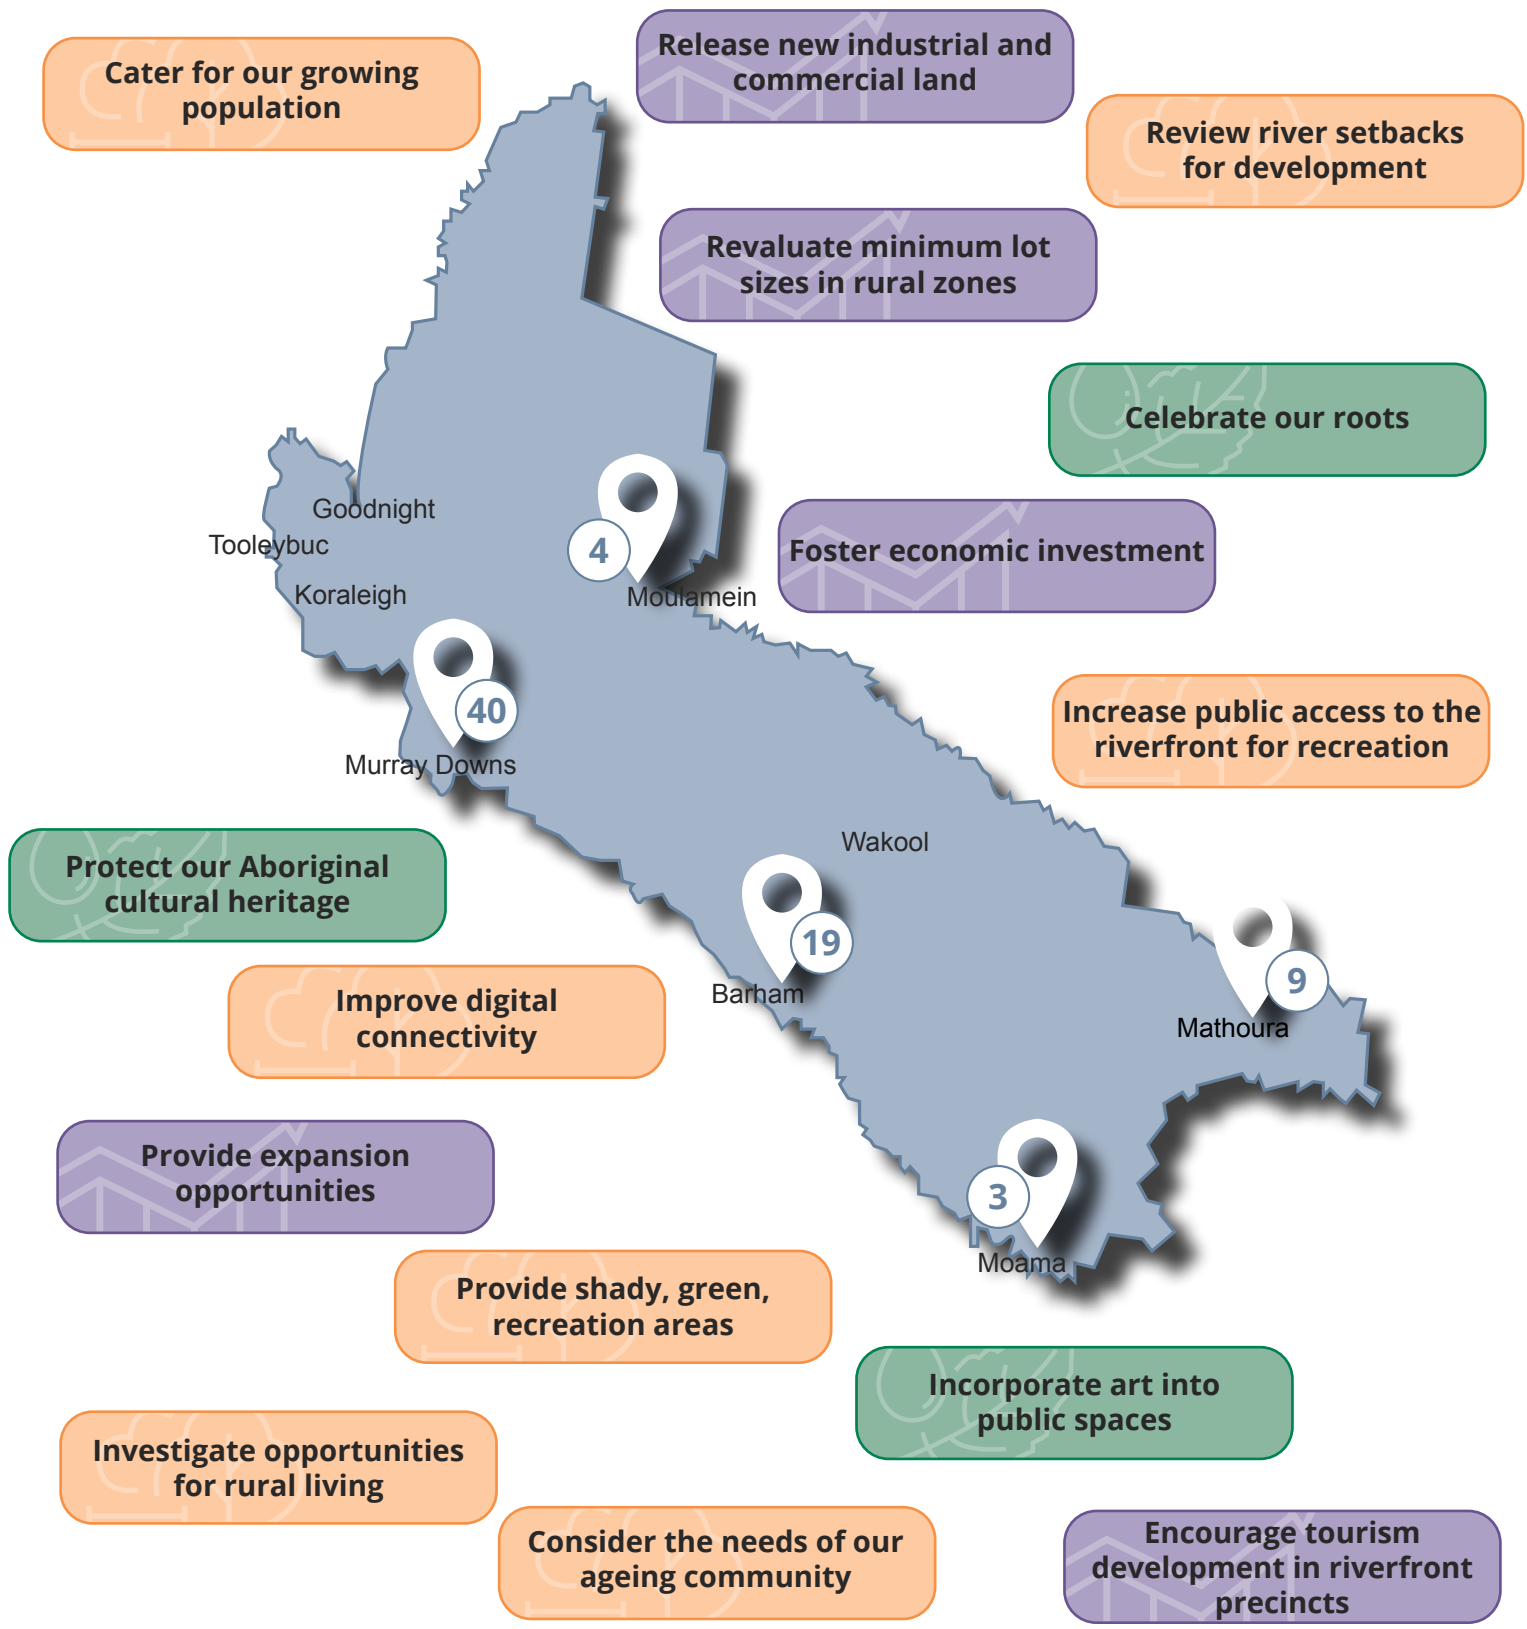 Release new industrial and
commercial land
Cater for our growing
population
Review river setbacks
for development
Revaluate minimum lot
sizes in rural zones
Celebrate our roots
Goodnight
Tooleybuc
4
Foster economic investment
Koraleigh
Moulamein
40
Increase public access to the
riverfront for recreation
Murray Downs
Wakool
Protect our Aboriginal
cultural heritage
19
9
Barham
Improve digital
connectivity
Mathoura
Provide expansion
opportunities
3
Moama
Provide shady, green,
recreation areas
Incorporate art into
public spaces
Investigate opportunities
for rural living
Consider the needs of our
ageing community
Encourage tourism
development in riverfront
precincts